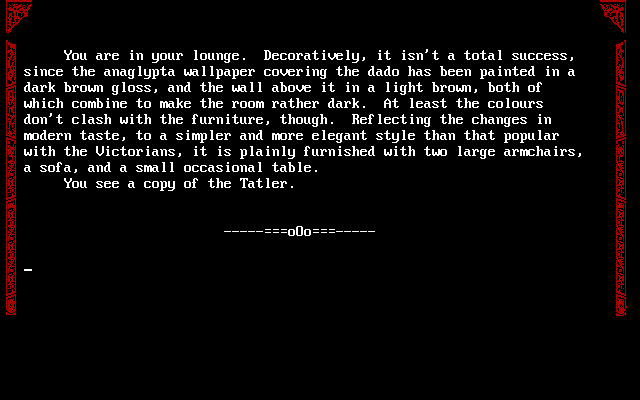 You are in your lounge. Decoratively, it isn't a total success,
since the anaglypta wallpaper covering the dado has been painted in a
dark brown gloss, and the wall above it in a light brown, both of
which combine to make the room rather dark. At least the colours
don't clash with the furniture, though. Reflecting the changes in
modern taste, to a simpler and more elegant style than that popular
with the Victorians, it is plainly furnished with two large armchairs,
a sofa, and a small occasional table.
You see a copy of the Tatler.
-----===oOo===-----